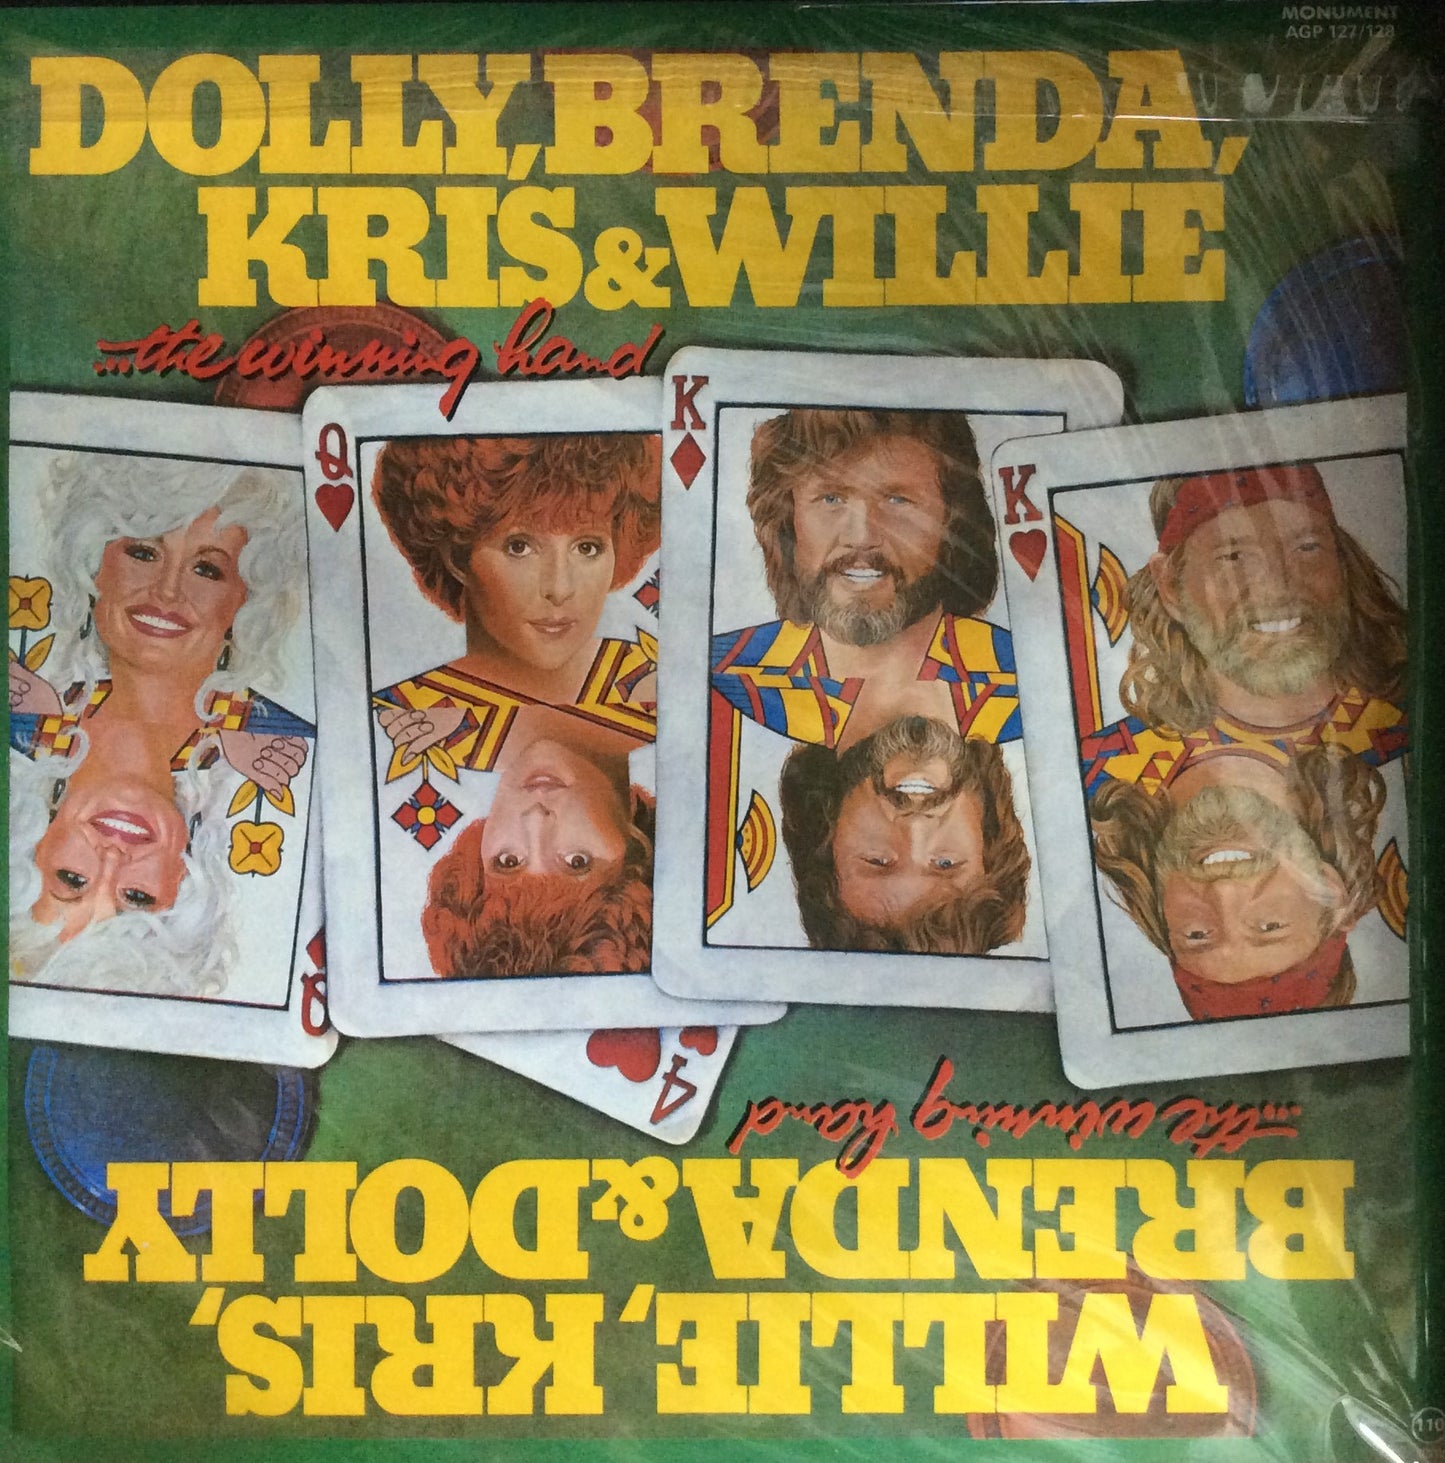 MONUMENT
AGP 127/128
DOLLY, BRENDA,
KRIS & WILLIE
...the winning hand
Q
K
K
Q
4
...the winning hand
WILLIE, KRIS,
BRENDA & DOLLY
110